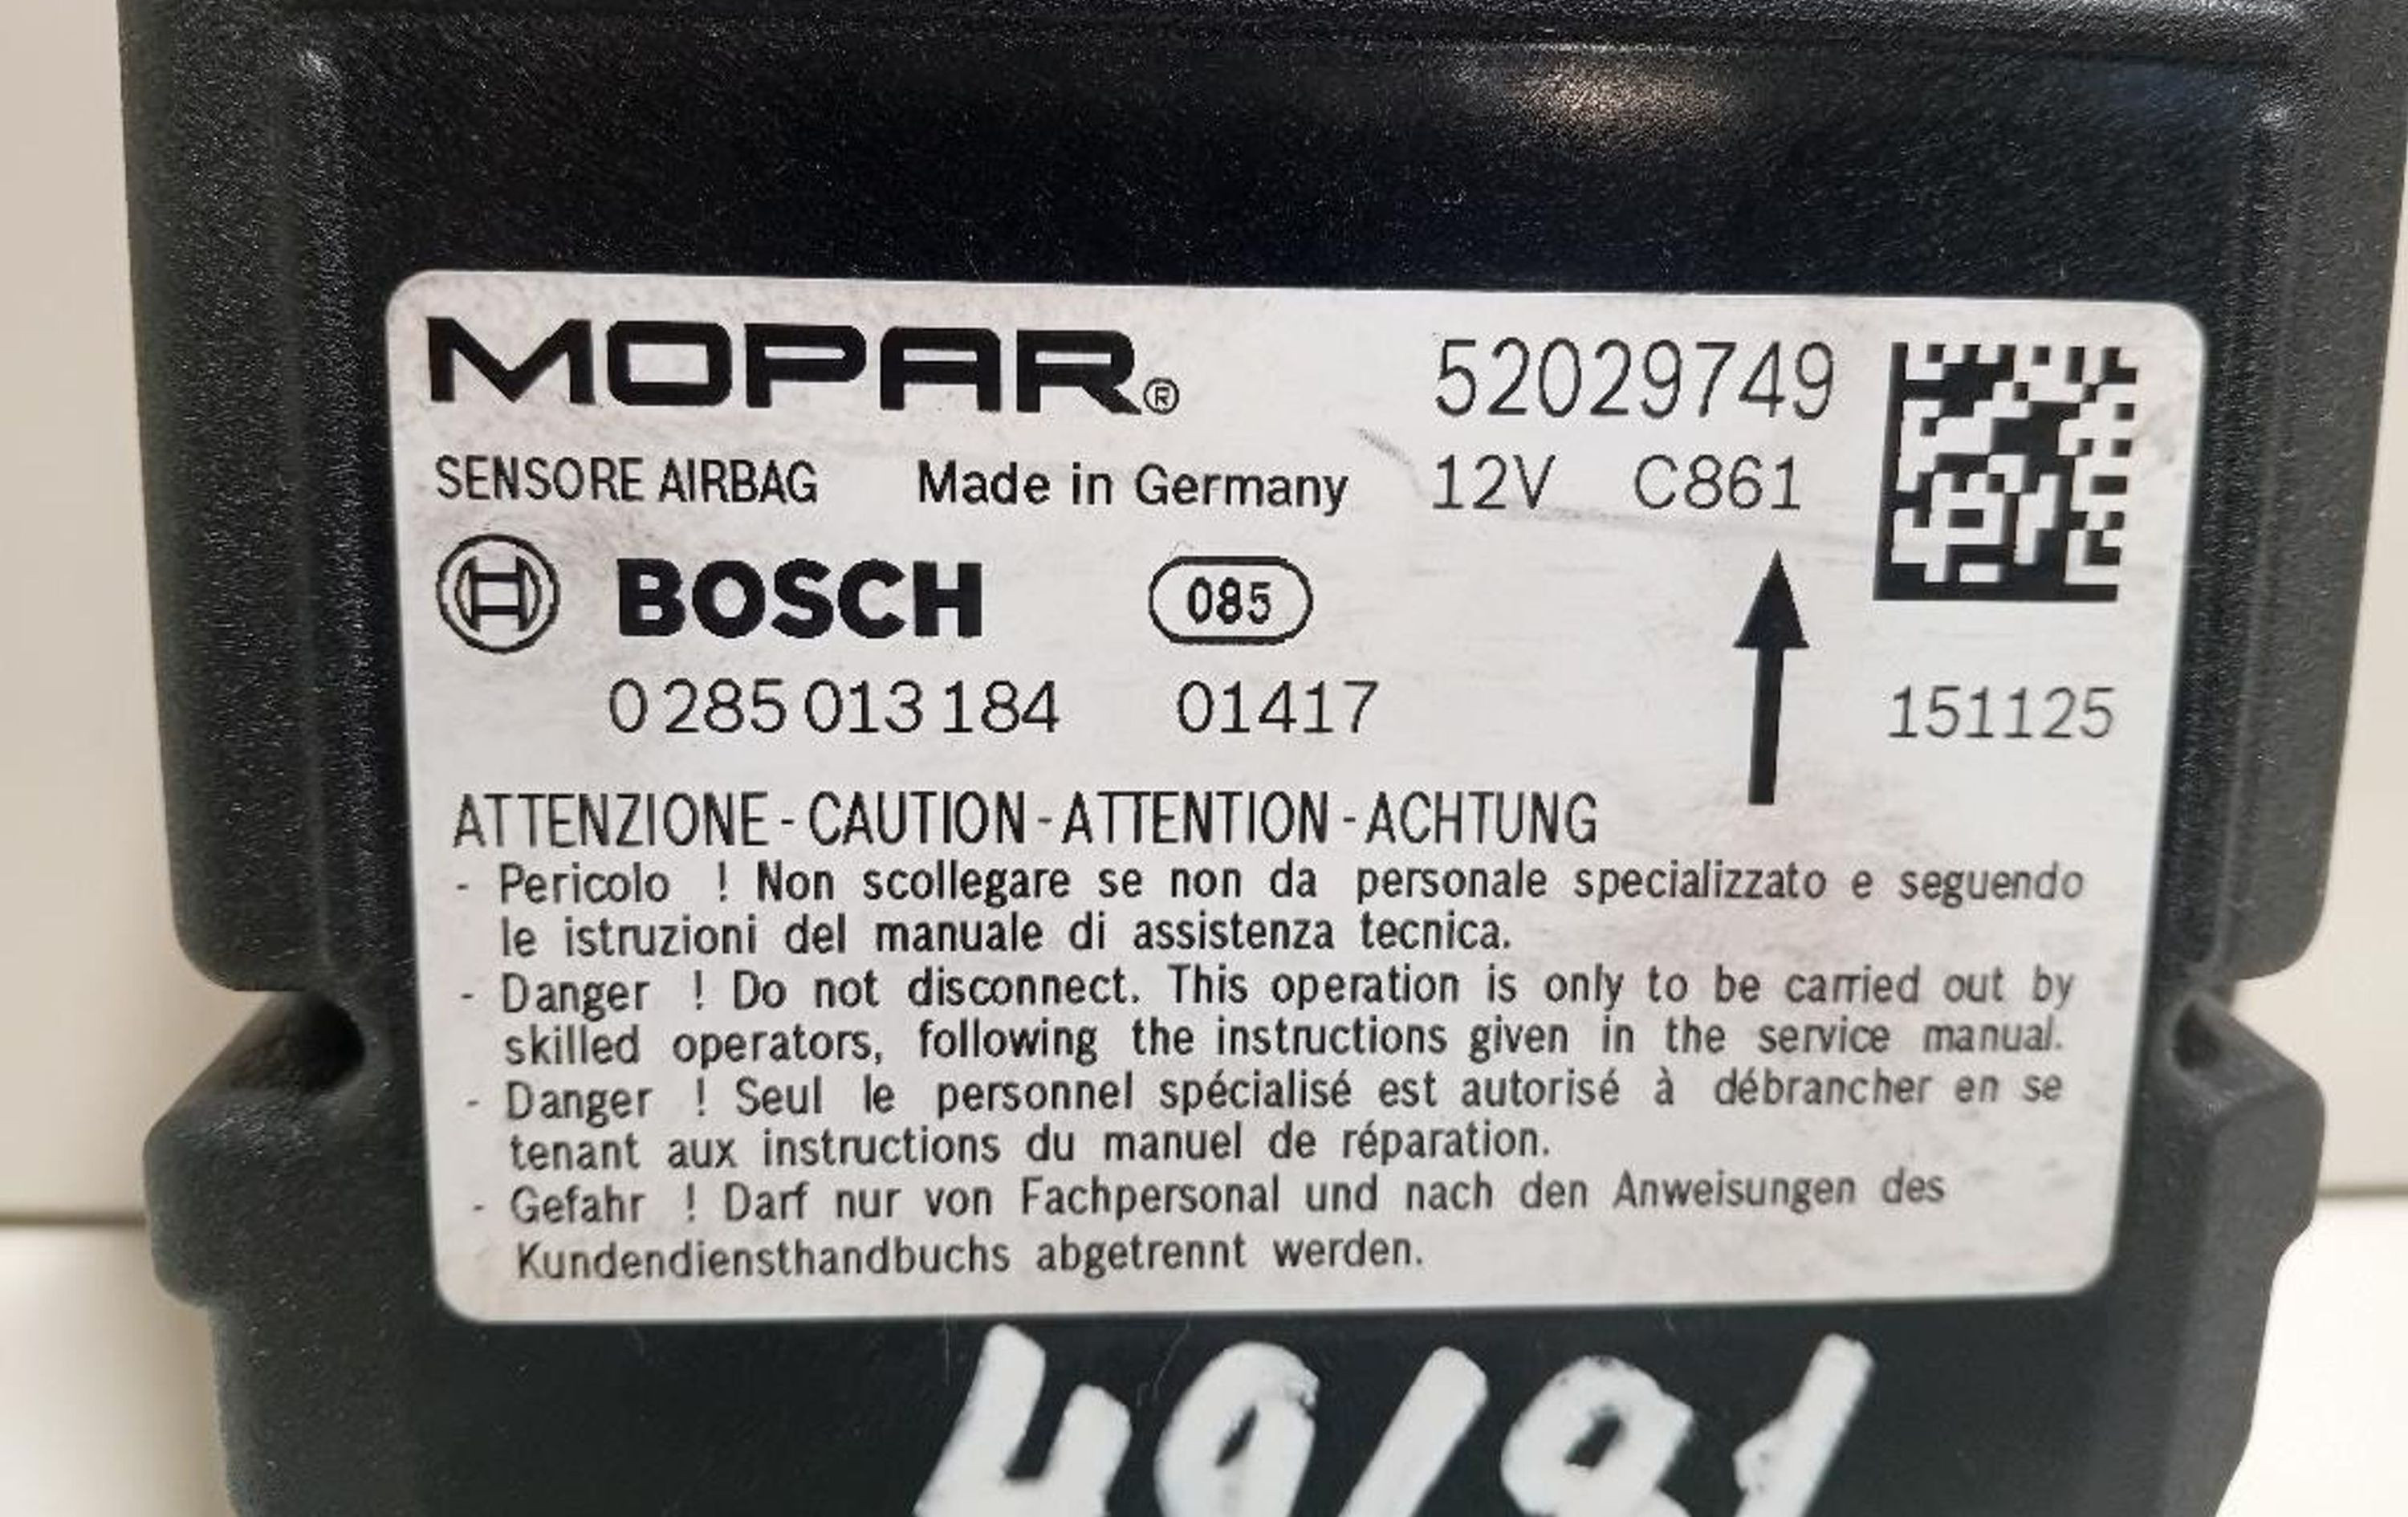 MOPAR® 52029749
SENSORE AIRBAG Made in Germany 12V C861
BOSCH 085
0 285 013 184 01417 151125
ATTENZIONE - CAUTION - ATTENTION - ACHTUNG
- Pericolo ! Non scollegare se non da personale specializzato e seguendo
le istruzioni del manuale di assistenza tecnica.
- Danger ! Do not disconnect. This operation is only to be carried out by
skilled operators, following the instructions given in the service manual.
- Danger ! Seul le personnel spécialisé est autorisé à débrancher en se
tenant aux instructions du manuel de réparation.
- Gefahr ! Darf nur von Fachpersonal und nach den Anweisungen des
Kundendiensthandbuchs abgetrennt werden.